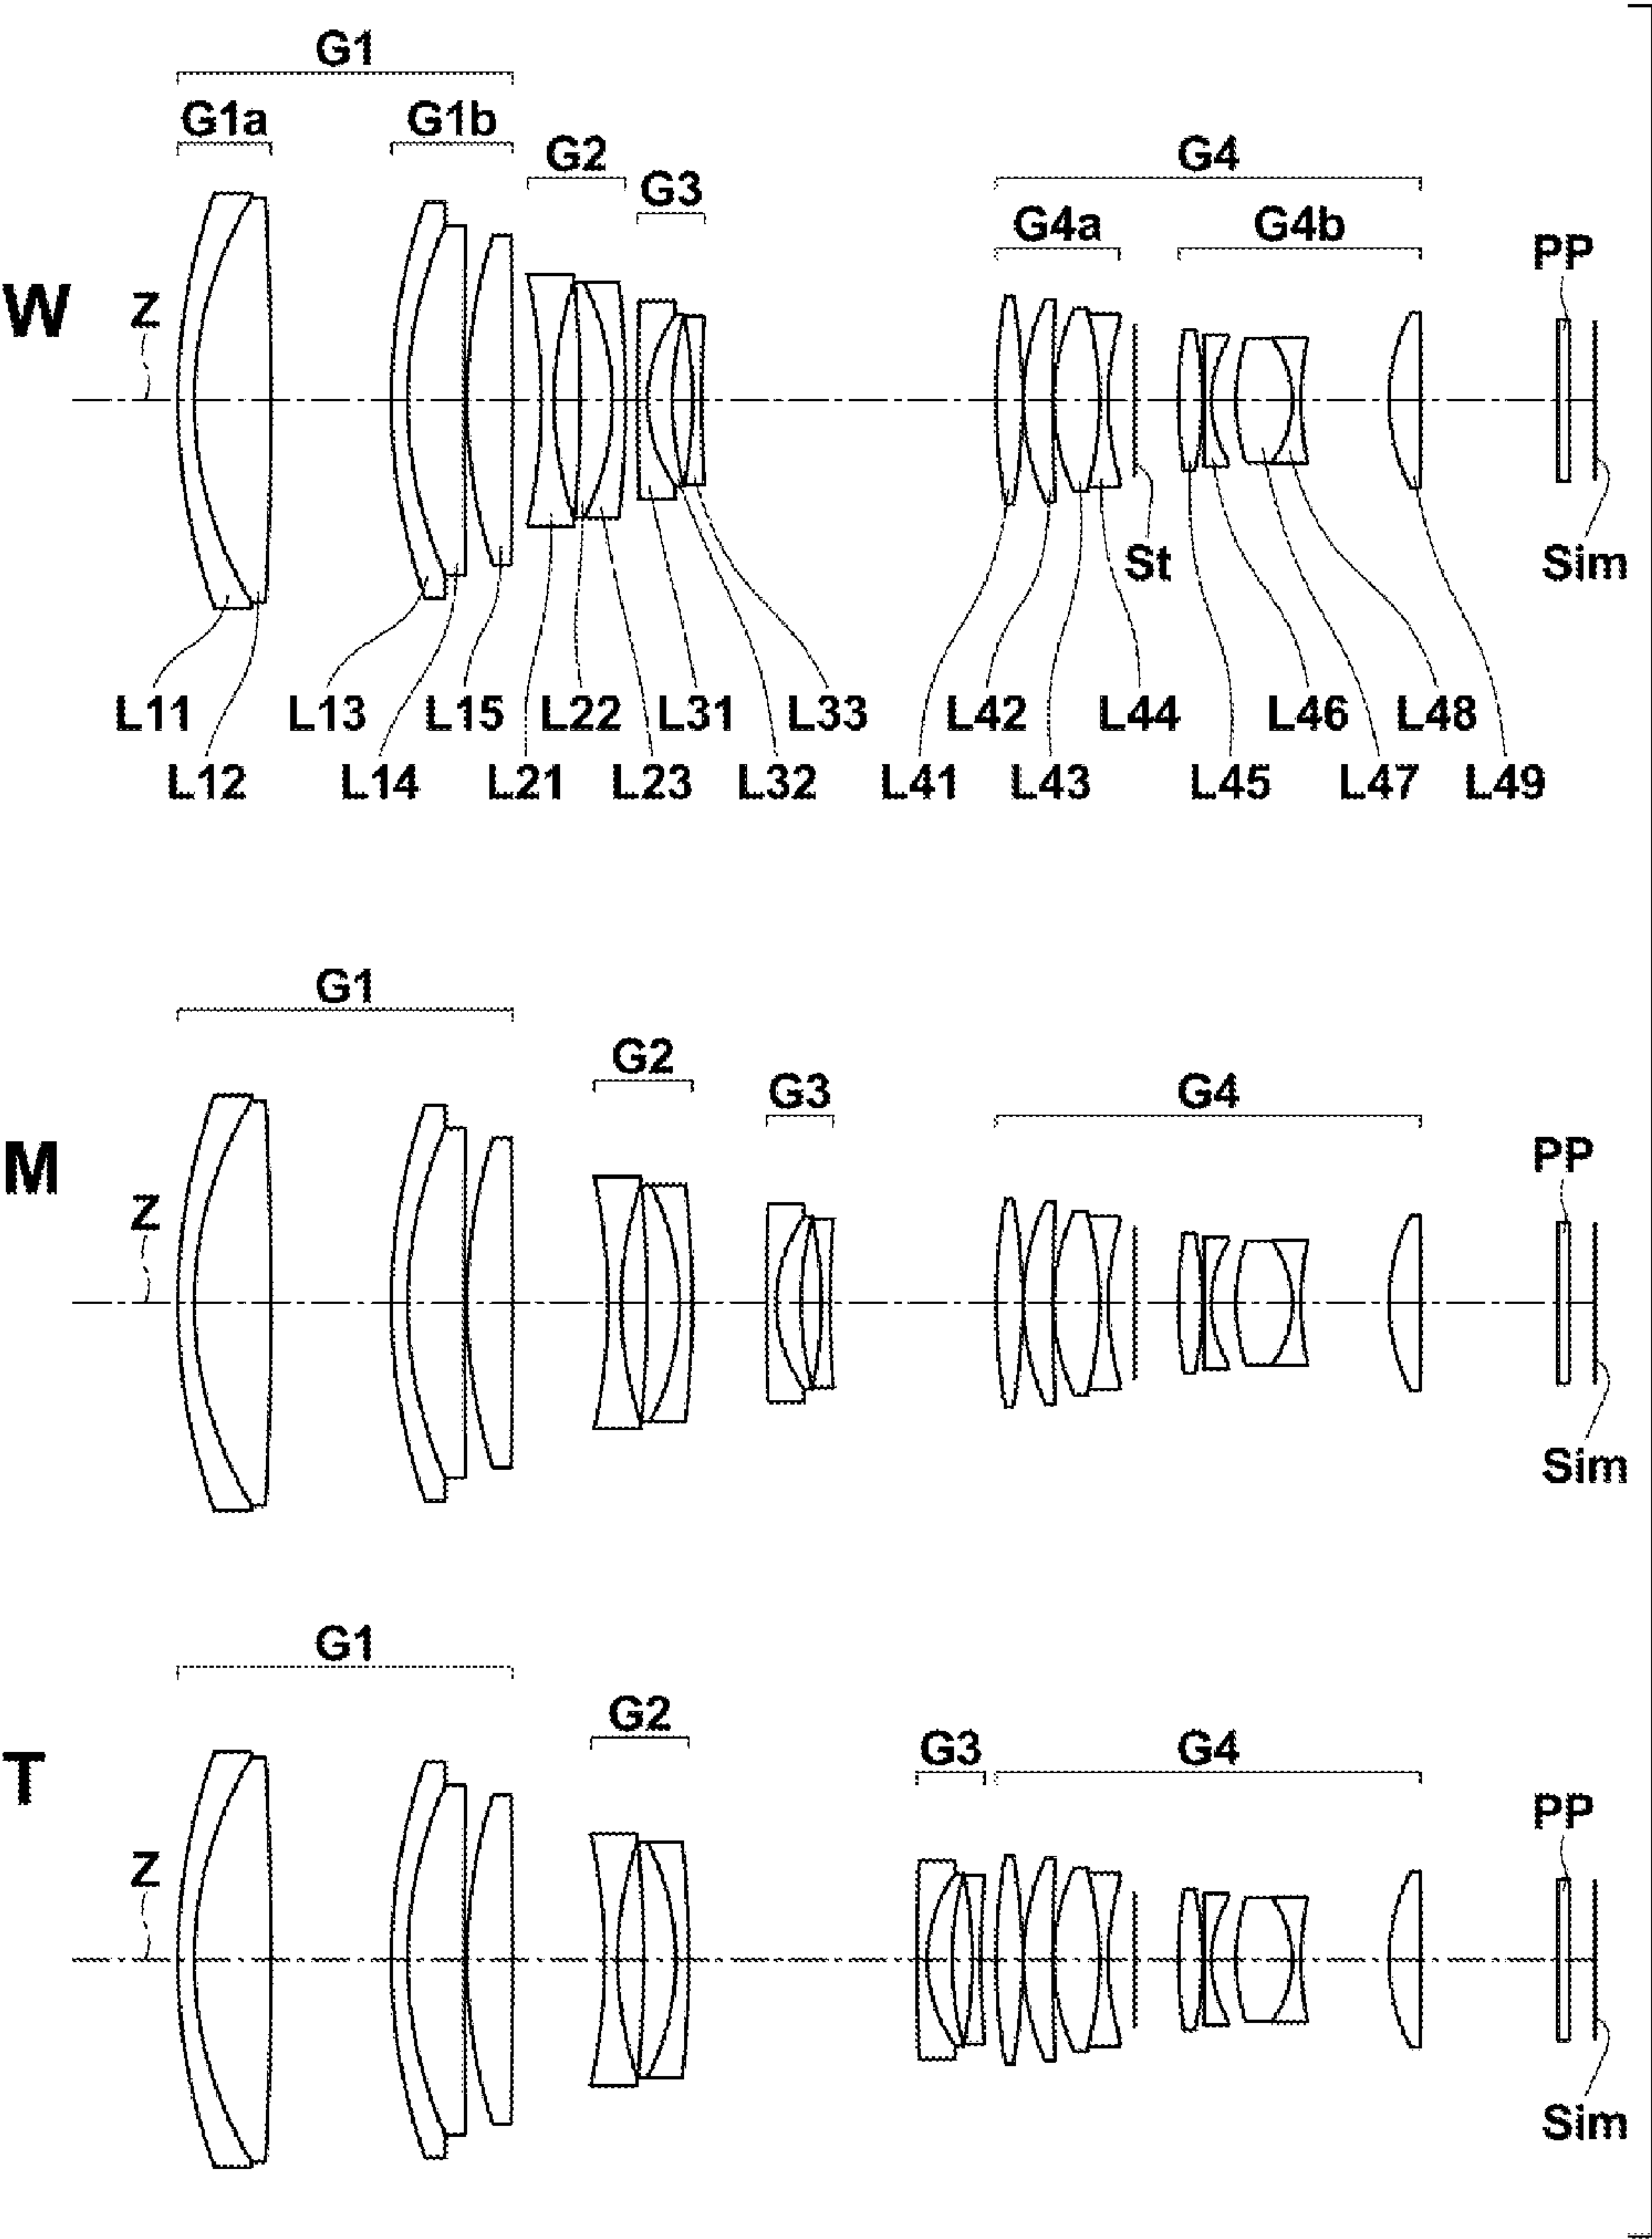 G1
G1a G1b G2 G3 G4
G4a G4b PP
W Z
St Sim
L11 L13 L15 L22 L31 L33 L42 L44 L46 L48
L12 L14 L21 L23 L32 L41 L43 L45 L47 L49
G1
G2
G3 G4
M PP
Z
Sim
G1
G2
G3 G4
T PP
Z
Sim